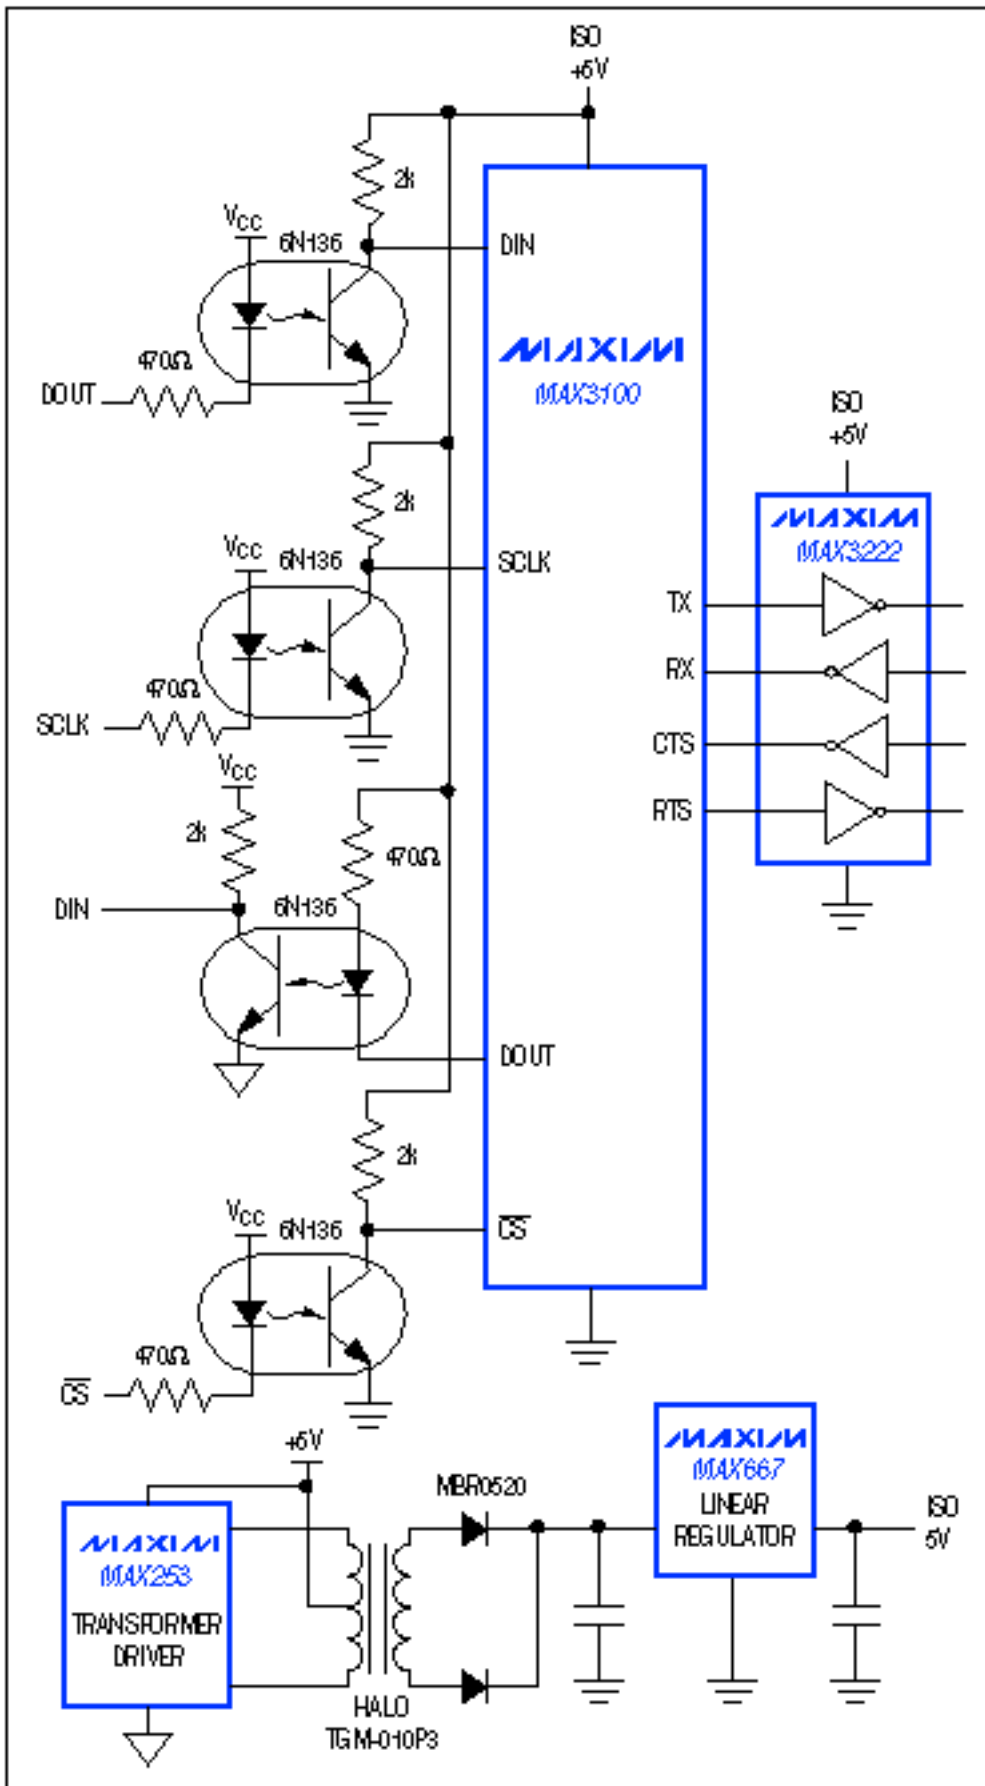 ISO
+5V
2k
VCC
6N136
DIN
MAXIM
MAX3100
470Ω
DOUT
ISO
+5V
2k
VCC
6N136
SCLK
MAXIM
MAX3222
TX
RX
470Ω
SCLK
CTS
VCC
RTS
2k
470Ω
DIN
6N136
DOUT
2k
VCC
6N136
C̅S̅
470Ω
C̅S̅
+5V
MAXIM
MAX667
LINEAR
REGULATOR
MBR0520
ISO
5V
MAXIM
MAX253
TRANSFORMER
DRIVER
HALO
TGM-010P3